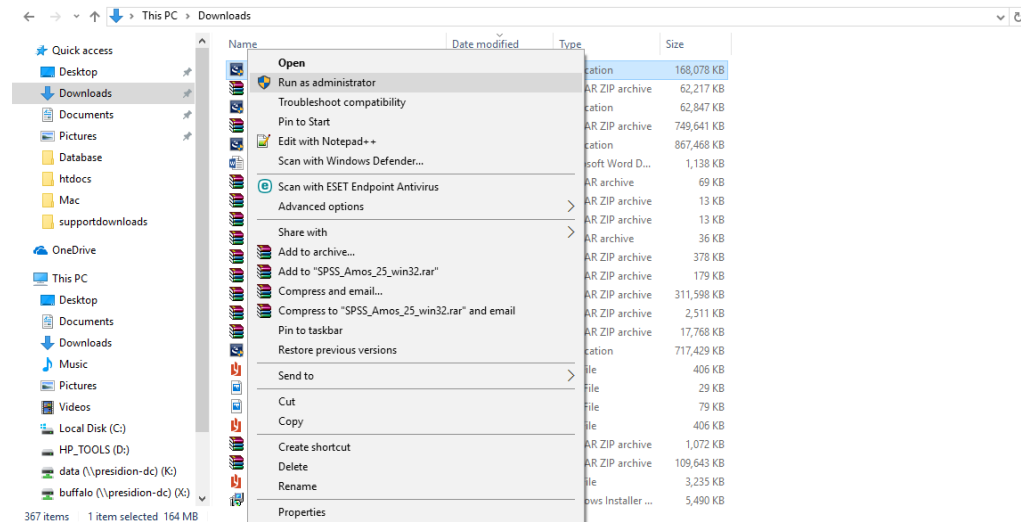 This PC > Downloads
Quick access
Desktop
Downloads
Documents
Pictures
Database
htdocs
Mac
supportdownloads
OneDrive
This PC
Desktop
Documents
Downloads
Music
Pictures
Videos
Local Disk (C:)
HP_TOOLS (D:)
data (\\presidion-dc) (K:)
buffalo (\\presidion-dc) (X:)
Name Date modified Type Size
Open
Run as administrator
Troubleshoot compatibility
Pin to Start
Edit with Notepad++
Scan with Windows Defender...
Scan with ESET Endpoint Antivirus
Advanced options
Share with
Add to archive...
Add to "SPSS_Amos_25_win32.rar"
Compress and email...
Compress to "SPSS_Amos_25_win32.rar" and email
Pin to taskbar
Restore previous versions
Send to
Cut
Copy
Create shortcut
Delete
Rename
Properties
cation 168,078 KB
AR ZIP archive 62,217 KB
cation 62,847 KB
AR ZIP archive 749,641 KB
cation 867,468 KB
soft Word D... 1,138 KB
AR archive 69 KB
AR ZIP archive 13 KB
AR ZIP archive 13 KB
AR archive 36 KB
AR ZIP archive 378 KB
AR ZIP archive 179 KB
AR ZIP archive 311,598 KB
AR ZIP archive 2,511 KB
AR ZIP archive 17,768 KB
cation 717,429 KB
ile 406 KB
File 29 KB
File 79 KB
ile 406 KB
AR ZIP archive 1,072 KB
AR ZIP archive 109,643 KB
ile 3,235 KB
ows Installer ... 5,490 KB
367 items 1 item selected 164 MB